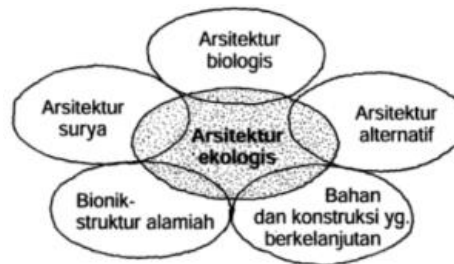 Arsitektur
biologis
Arsitektur
surya
Arsitektur
ekologis
Arsitektur
alternatif
Bionik-
struktur alamiah
Bahan
dan konstruksi yg.
berkelanjutan